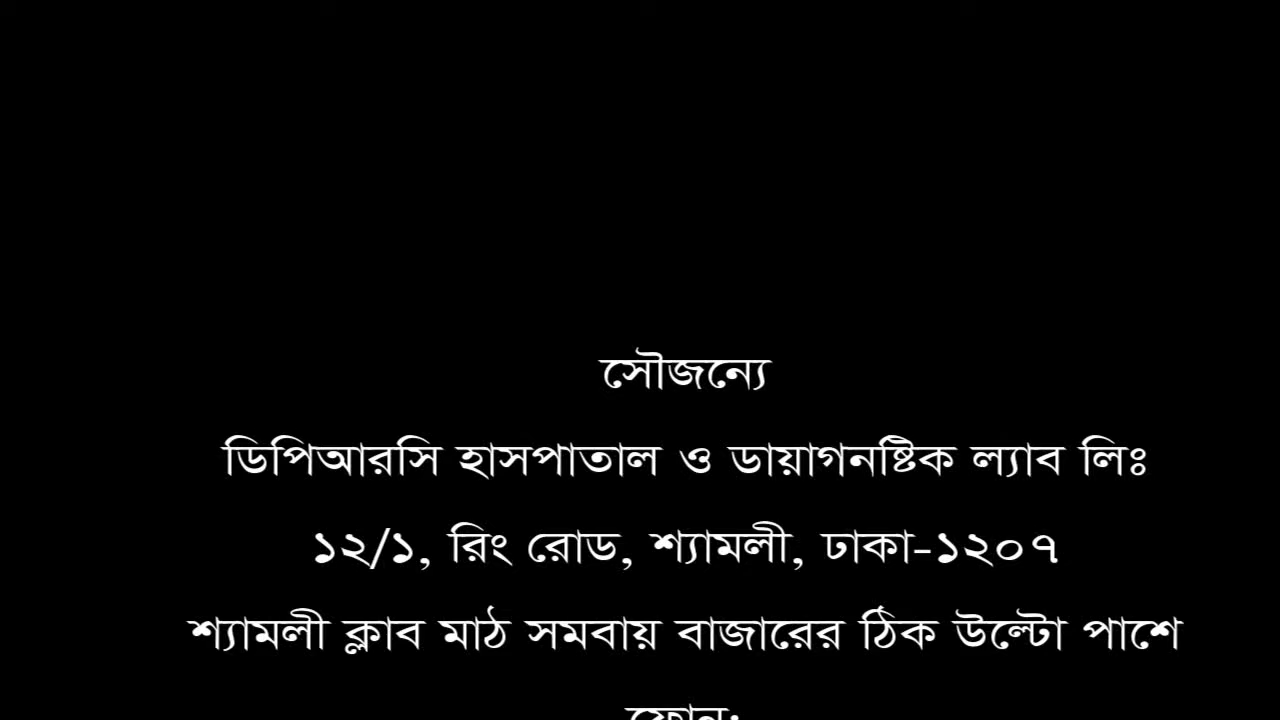 সৌজন্যে
ডিপিআরসি হাসপাতাল ও ডায়াগনষ্টিক ল্যাব লিঃ
১২/১, রিং রোড, শ্যামলী, ঢাকা-১২০৭
শ্যামলী ক্লাব মাঠ সমবায় বাজারের ঠিক উল্টো পাশে
ফোন: